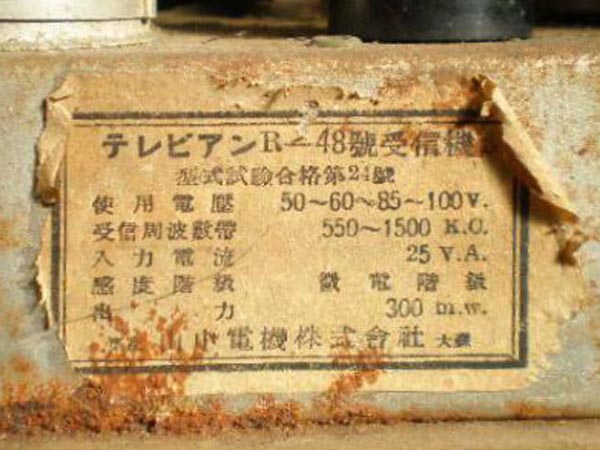 テレビアンR-48號受信機
型式試験合格第24號
使用電壓 50~60~85~100V.
受信周波數帶 550~1500 K.C.
入力電流 25 V.A.
感度階級 微電階級
出力 300 m.w.
山中電機株式會社 大阪